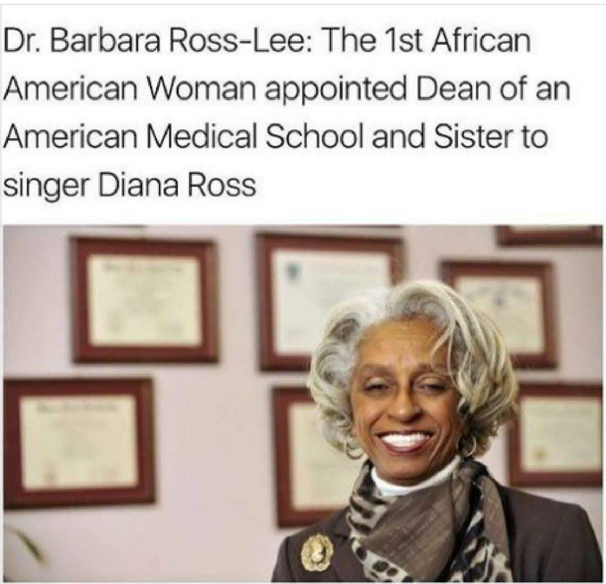 Dr. Barbara Ross-Lee: The 1st African
American Woman appointed Dean of an
American Medical School and Sister to
singer Diana Ross